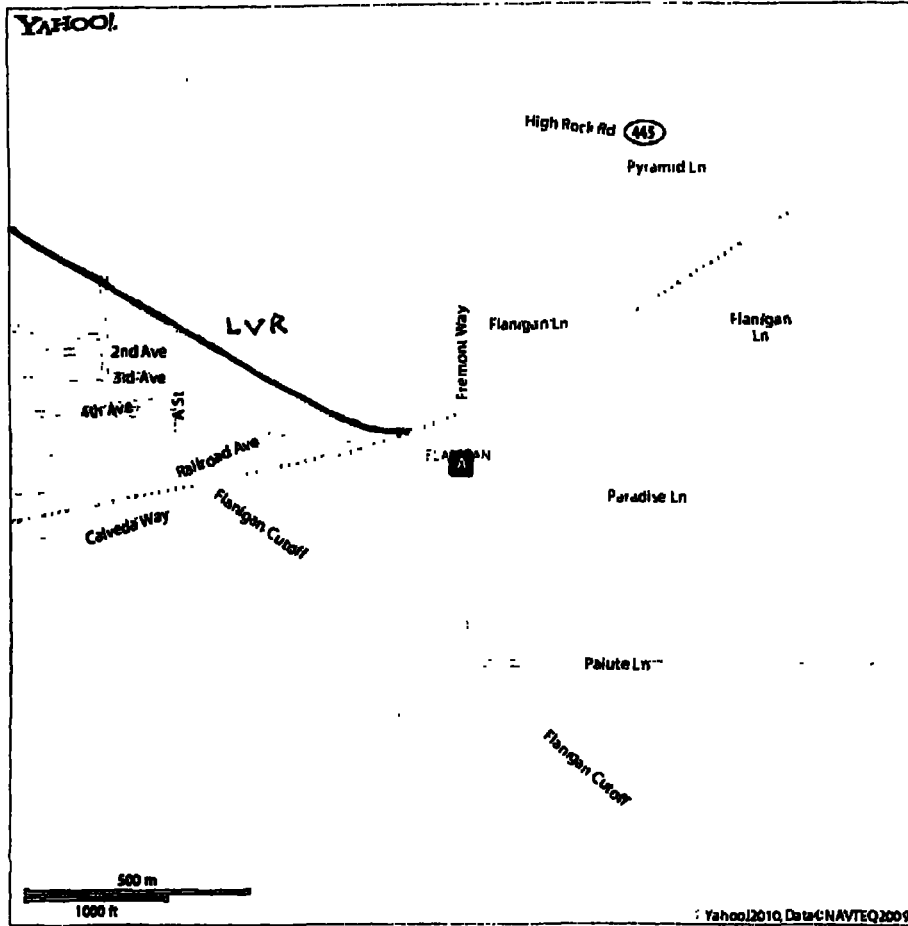 YAHOO!
High Rock Rd 445
Pyramid Ln
LVR
Fremont Way
Flanigan Ln
Flanigan
Ln
2nd Ave
3rd Ave
4th Ave
A St
Railroad Ave
FLANIGAN
A
Paradise Ln
Calveda Way
Flanigan Cutoff
Paiute Ln
Flanigan Cutoff
500 m
1000 ft
Yahoo!2010, Data©NAVTEQ2009